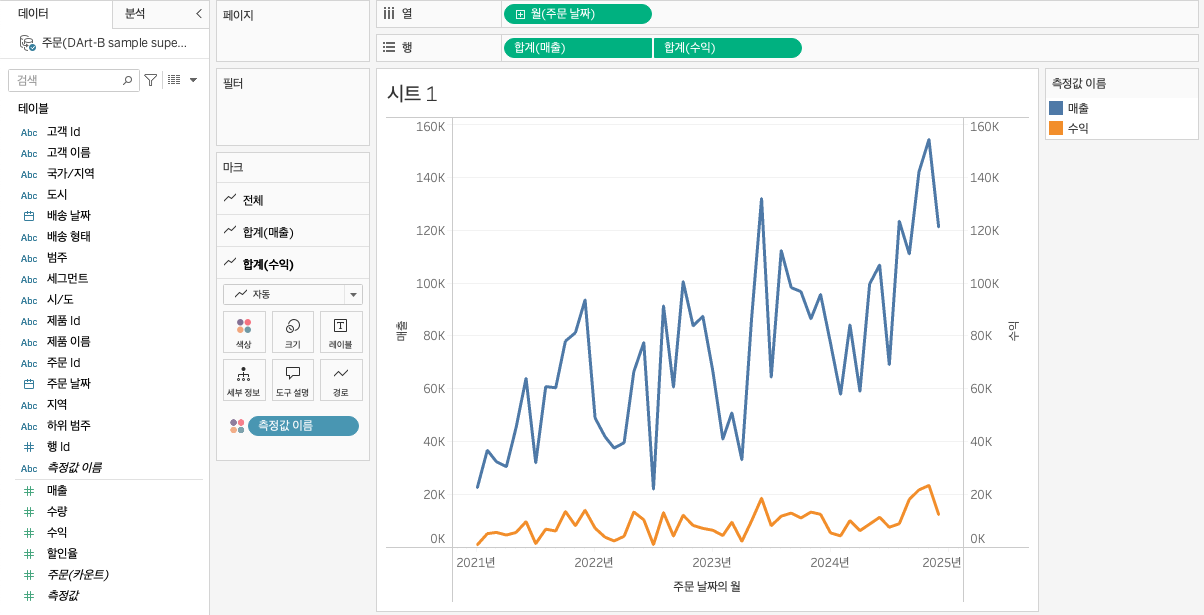 데이터
분석
주문(DArt-B sample supe...
검색
테이블
Abc 고객 Id
Abc 고객 이름
Abc 국가/지역
Abc 도시
배송 날짜
Abc 배송 형태
Abc 범주
Abc 세그먼트
Abc 시/도
Abc 제품 Id
Abc 제품 이름
Abc 주문 Id
주문 날짜
Abc 지역
Abc 하위 범주
# 행 Id
Abc 측정값 이름
# 매출
# 수량
# 수익
# 할인율
# 주문(카운트)
# 측정값
페이지
필터
마크
전체
합계(매출)
합계(수익)
자동
색상
크기
레이블
세부 정보
도구 설명
경로
측정값 이름
열
월(주문 날짜)
행
합계(매출)
합계(수익)
시트 1
160K
140K
120K
100K
80K
60K
40K
20K
0K
매출
160K
140K
120K
100K
80K
60K
40K
20K
0K
수익
2021년
2022년
2023년
2024년
2025년
주문 날짜의 월
측정값 이름
매출
수익